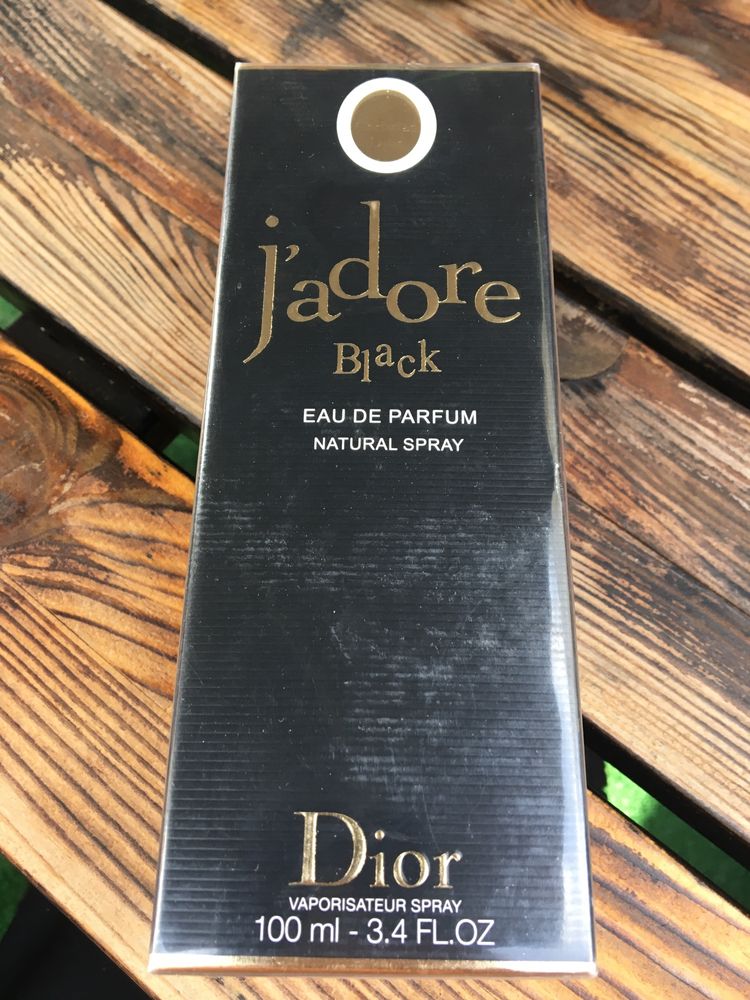 j'adore
Black
EAU DE PARFUM
NATURAL SPRAY
Dior
VAPORISATEUR SPRAY
100 ml - 3.4 FL.OZ